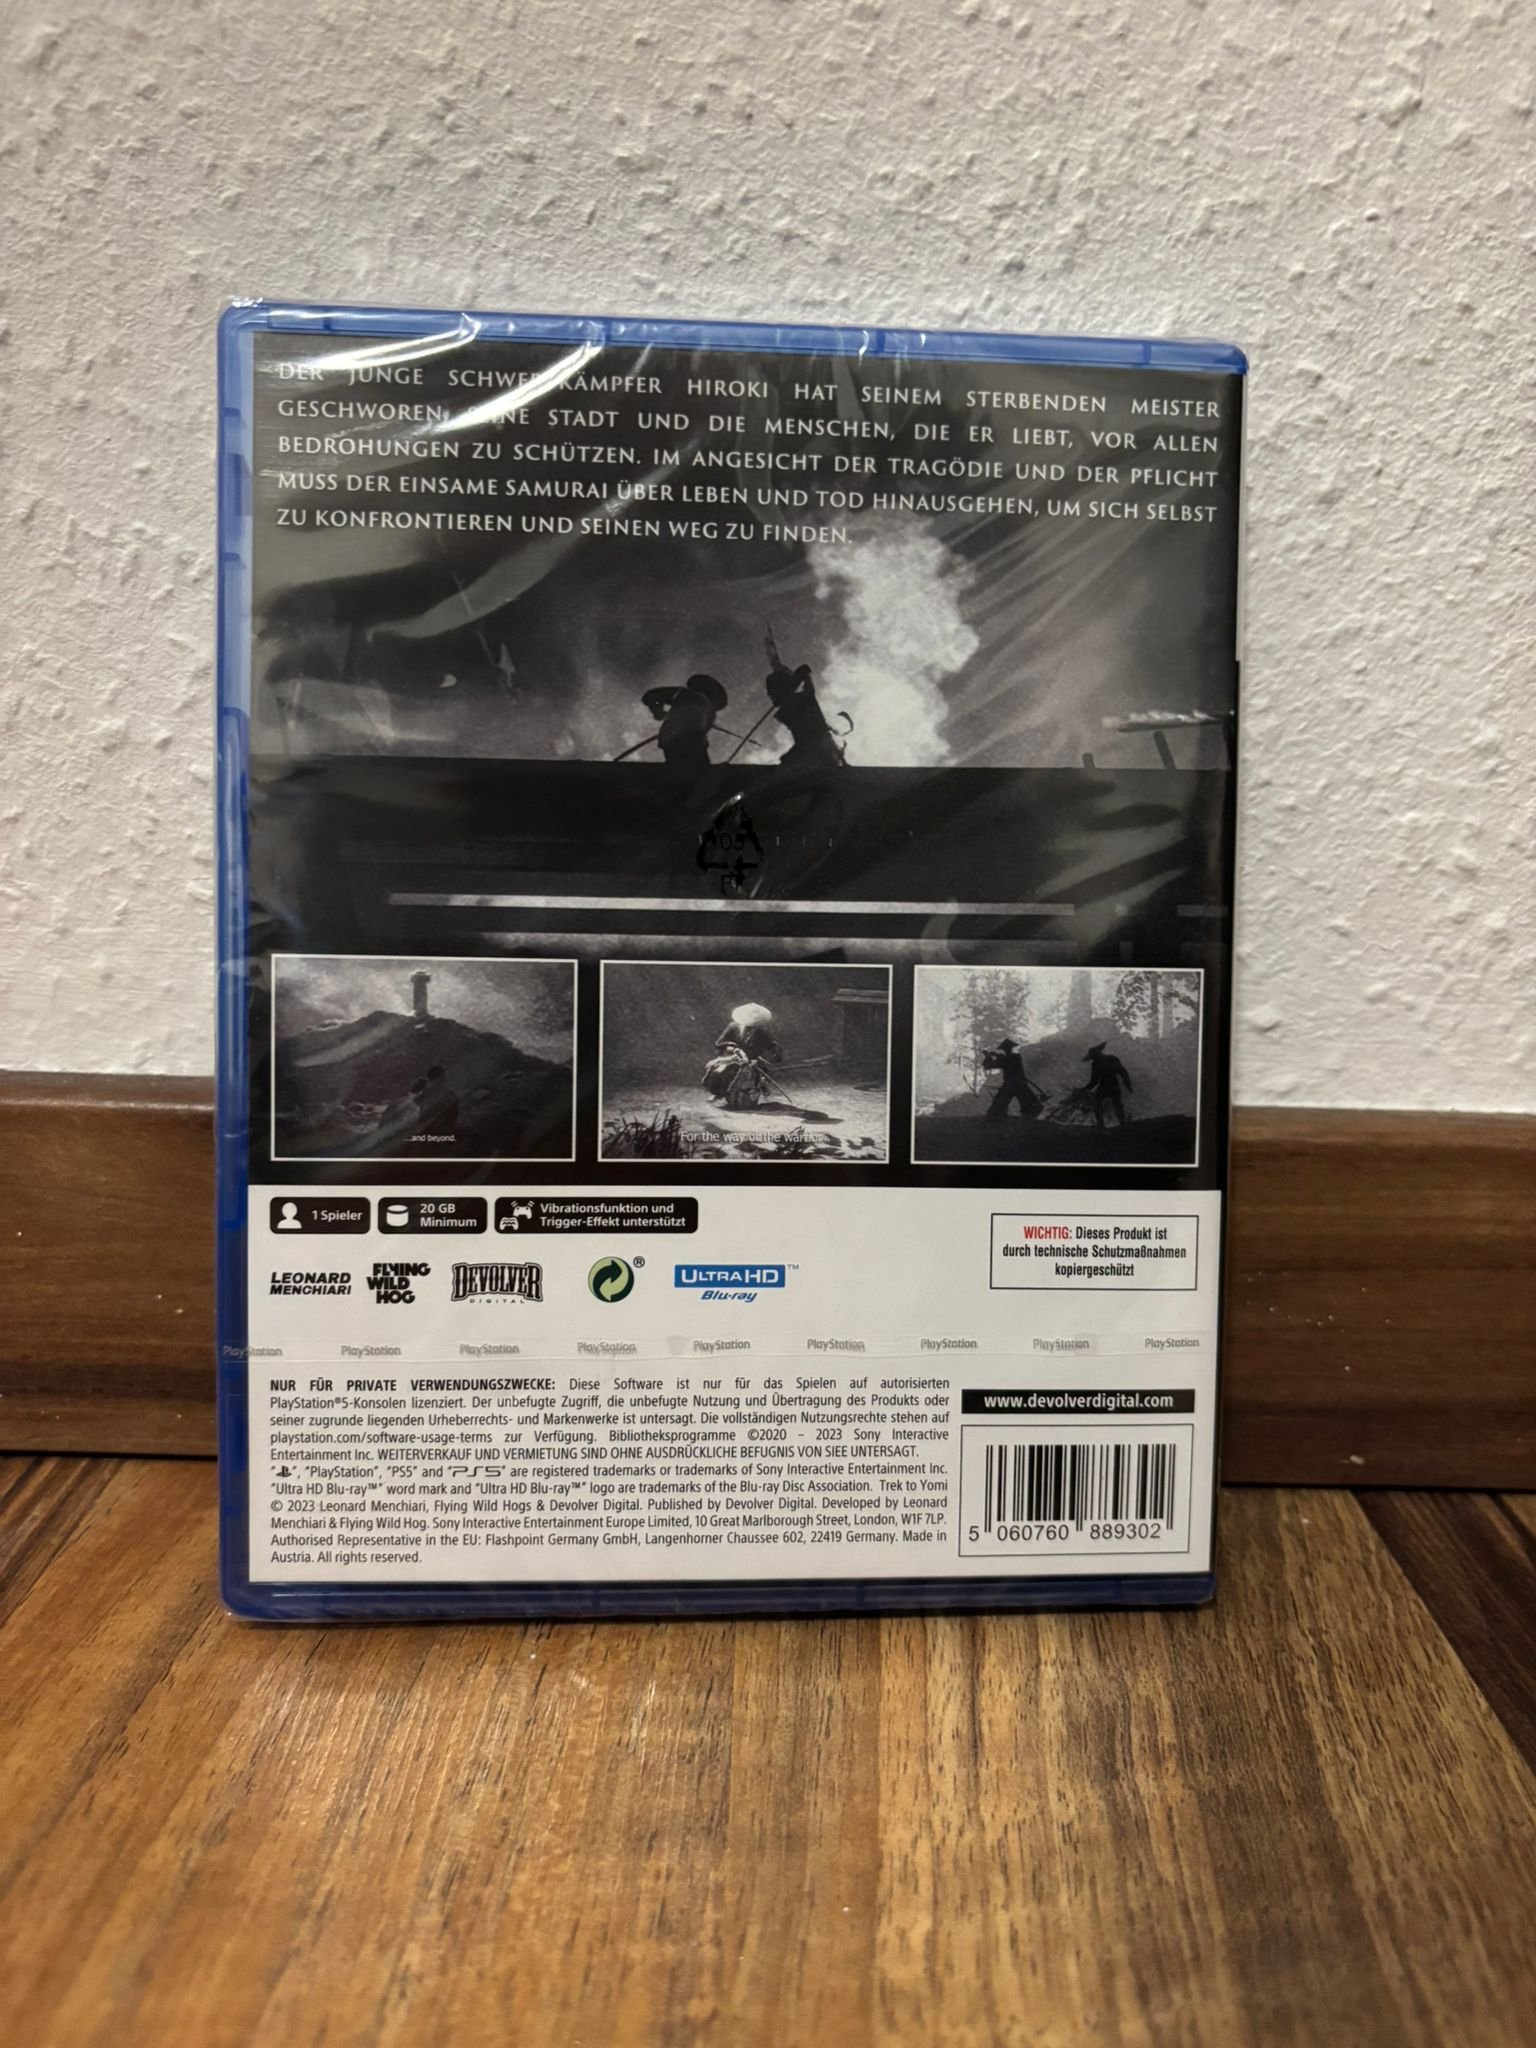 DER JUNGE SCHWERTKÄMPFER HIROKI HAT SEINEM STERBENDEN MEISTER
GESCHWOREN, SEINE STADT UND DIE MENSCHEN, DIE ER LIEBT, VOR ALLEN
BEDROHUNGEN ZU SCHÜTZEN. IM ANGESICHT DER TRAGÖDIE UND DER PFLICHT
MUSS DER EINSAME SAMURAI ÜBER LEBEN UND TOD HINAUSGEHEN, UM SICH SELBST
ZU KONFRONTIEREN UND SEINEN WEG ZU FINDEN.
05
...and beyond.
For the way of the warrior...
1 Spieler
20 GB
Minimum
Vibrationsfunktion und
Trigger-Effekt unterstützt
WICHTIG: Dieses Produkt ist
durch technische Schutzmaßnahmen
kopiergeschützt
LEONARD
MENCHIARI
FLYING
WILD
HOG
DEVOLVER
DIGITAL
®
ULTRA HD™
Blu-ray
PlayStation PlayStation PlayStation PlayStation PlayStation PlayStation PlayStation PlayStation PlayStation
NUR FÜR PRIVATE VERWENDUNGSZWECKE: Diese Software ist nur für das Spielen auf autorisierten
PlayStation®5-Konsolen lizenziert. Der unbefugte Zugriff, die unbefugte Nutzung und Übertragung des Produkts oder
seiner zugrunde liegenden Urheberrechts- und Markenwerke ist untersagt. Die vollständigen Nutzungsrechte stehen auf
playstation.com/software-usage-terms zur Verfügung. Bibliotheksprogramme ©2020 – 2023 Sony Interactive
Entertainment Inc. WEITERVERKAUF UND VERMIETUNG SIND OHNE AUSDRÜCKLICHE BEFUGNIS VON SIEE UNTERSAGT.
"", "PlayStation", "PS5" and "PS5" are registered trademarks or trademarks of Sony Interactive Entertainment Inc.
"Ultra HD Blu-ray™" word mark and "Ultra HD Blu-ray™" logo are trademarks of the Blu-ray Disc Association. Trek to Yomi
© 2023 Leonard Menchiari, Flying Wild Hogs & Devolver Digital. Published by Devolver Digital. Developed by Leonard
Menchiari & Flying Wild Hog. Sony Interactive Entertainment Europe Limited, 10 Great Marlborough Street, London, W1F 7LP.
Authorised Representative in the EU: Flashpoint Germany GmbH, Langenhorner Chaussee 602, 22419 Germany. Made in
Austria. All rights reserved.
www.devolverdigital.com
5 060760 889302